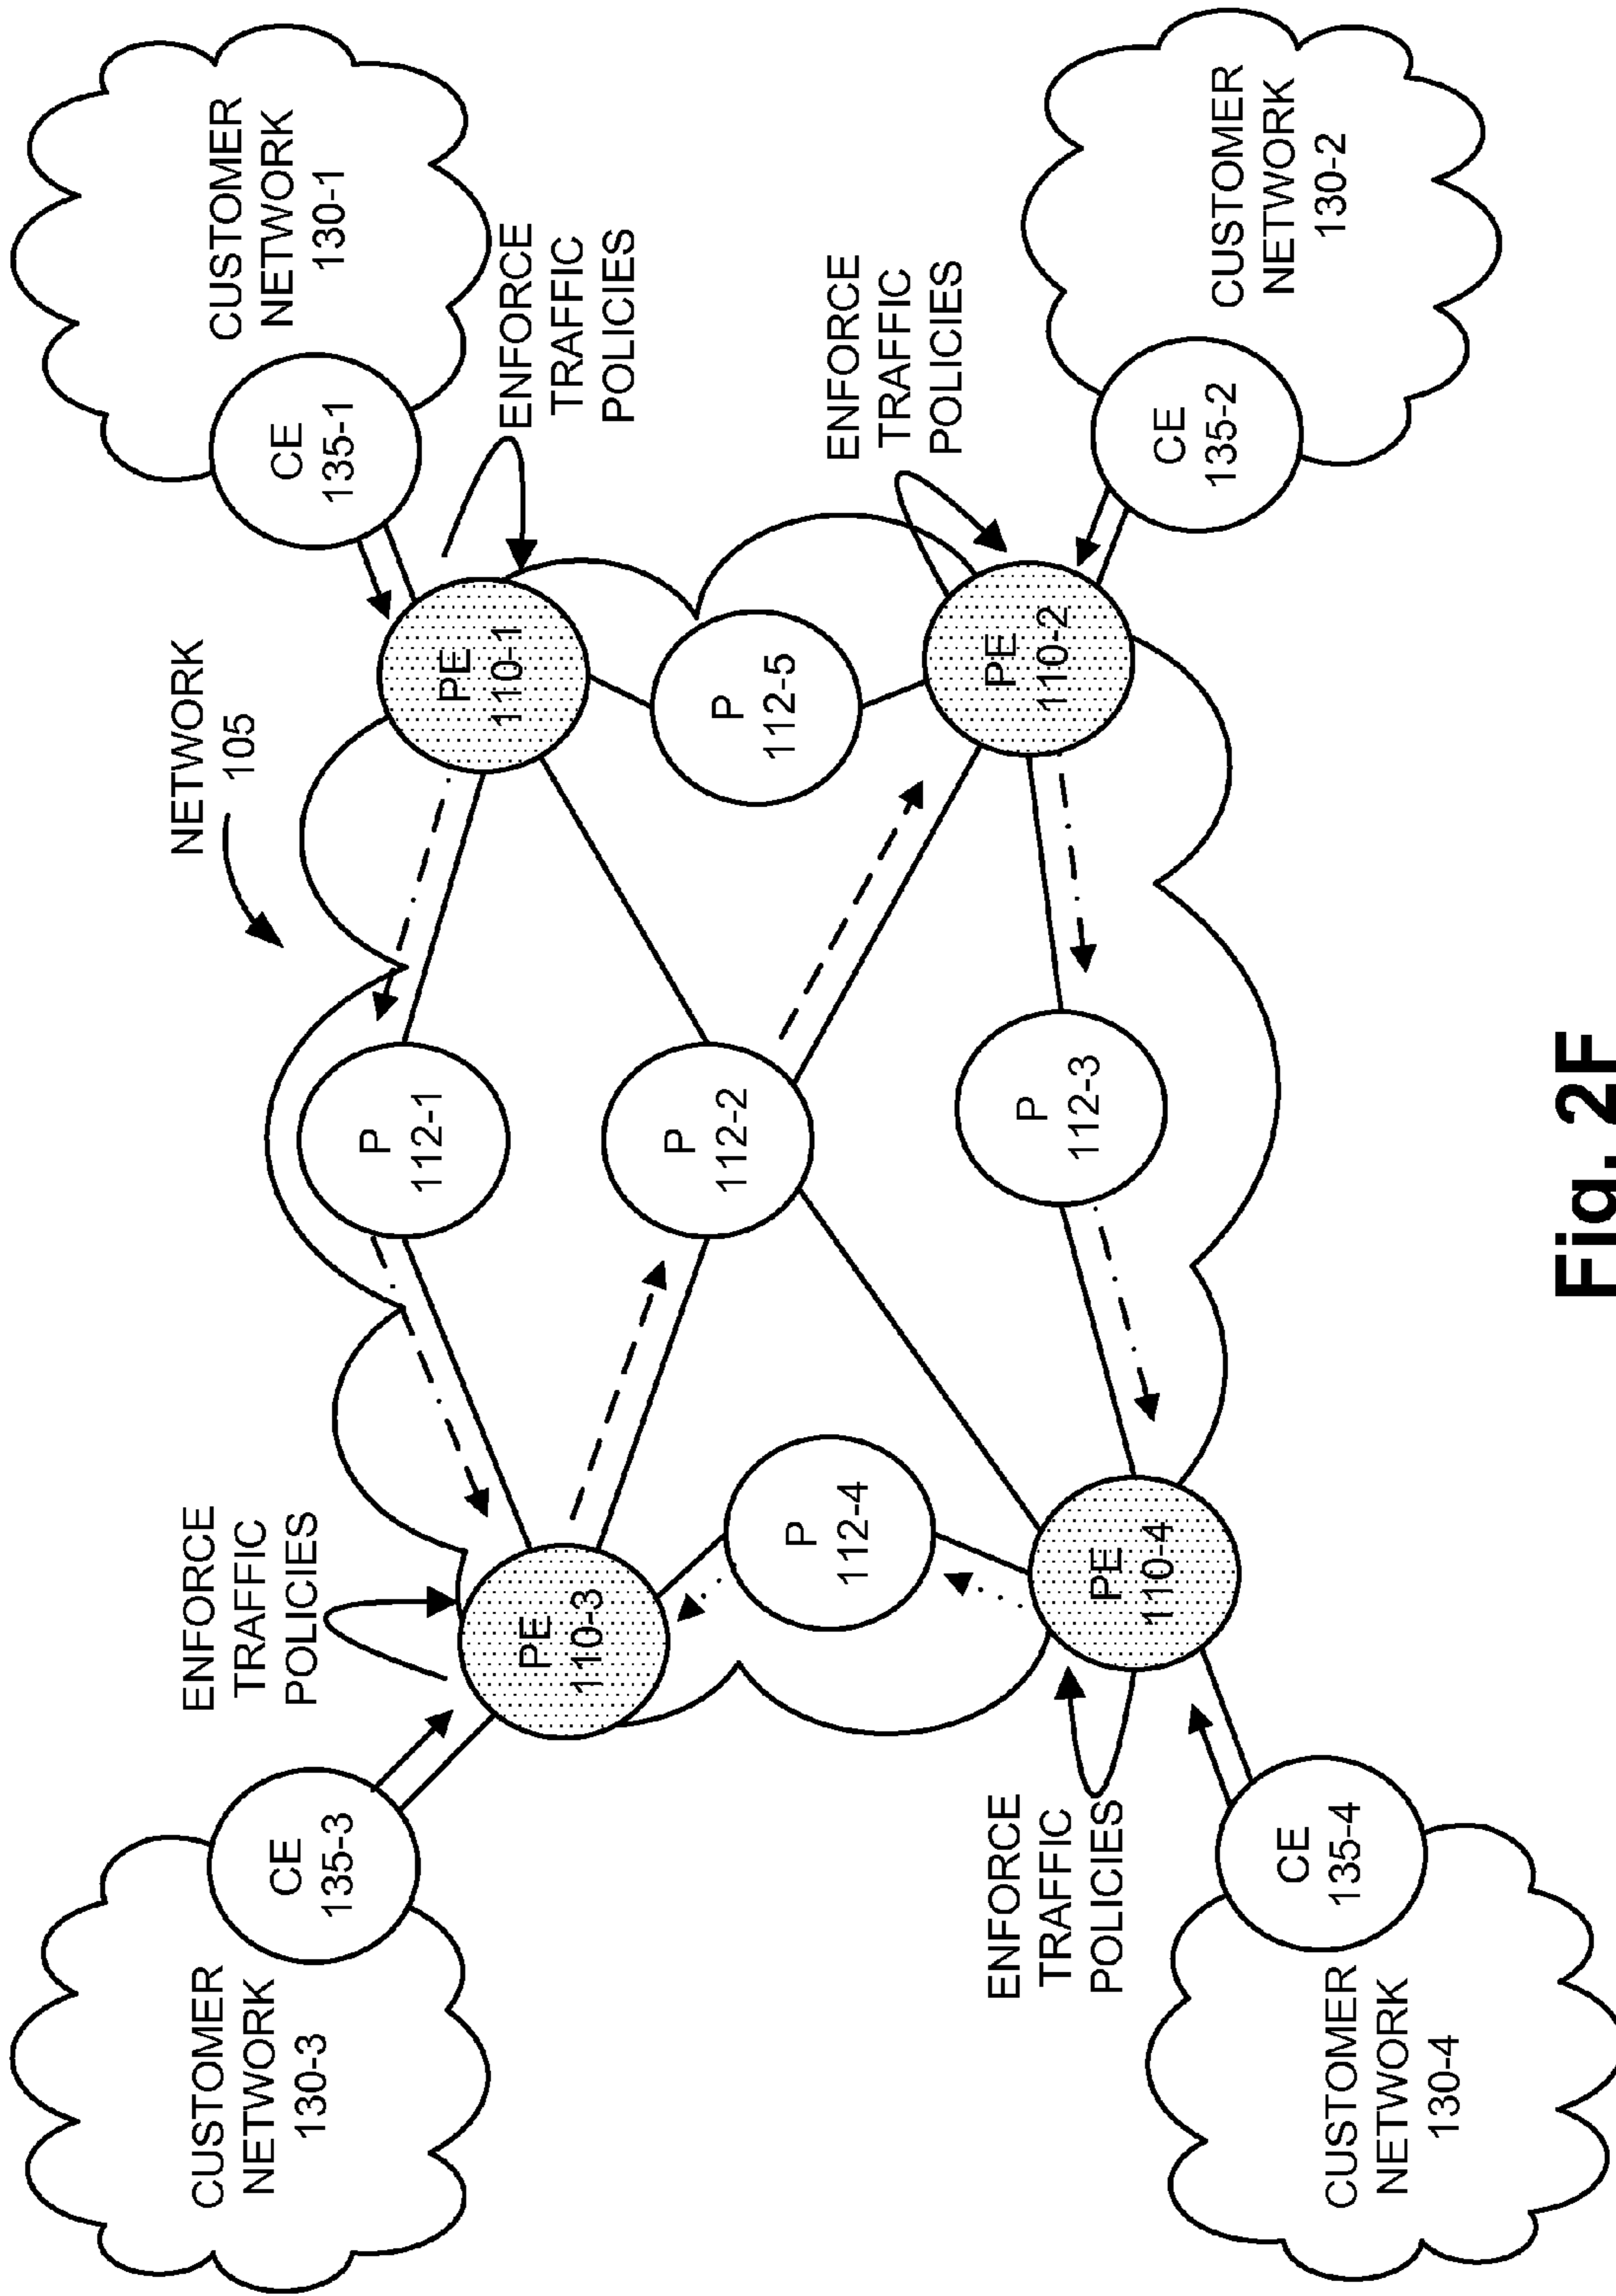 CUSTOMER
NETWORK
130-3
CE
135-3
ENFORCE
TRAFFIC
POLICIES
NETWORK
105
CE
135-1
CUSTOMER
NETWORK
130-1
PE
110-3
P
112-1
PE
110-1
ENFORCE
TRAFFIC
POLICIES
P
112-2
P
112-5
P
112-4
ENFORCE
TRAFFIC
POLICIES
ENFORCE
TRAFFIC
POLICIES
PE
110-4
P
112-3
PE
110-2
CUSTOMER
NETWORK
130-4
CE
135-4
CE
135-2
CUSTOMER
NETWORK
130-2
Fig. 2F